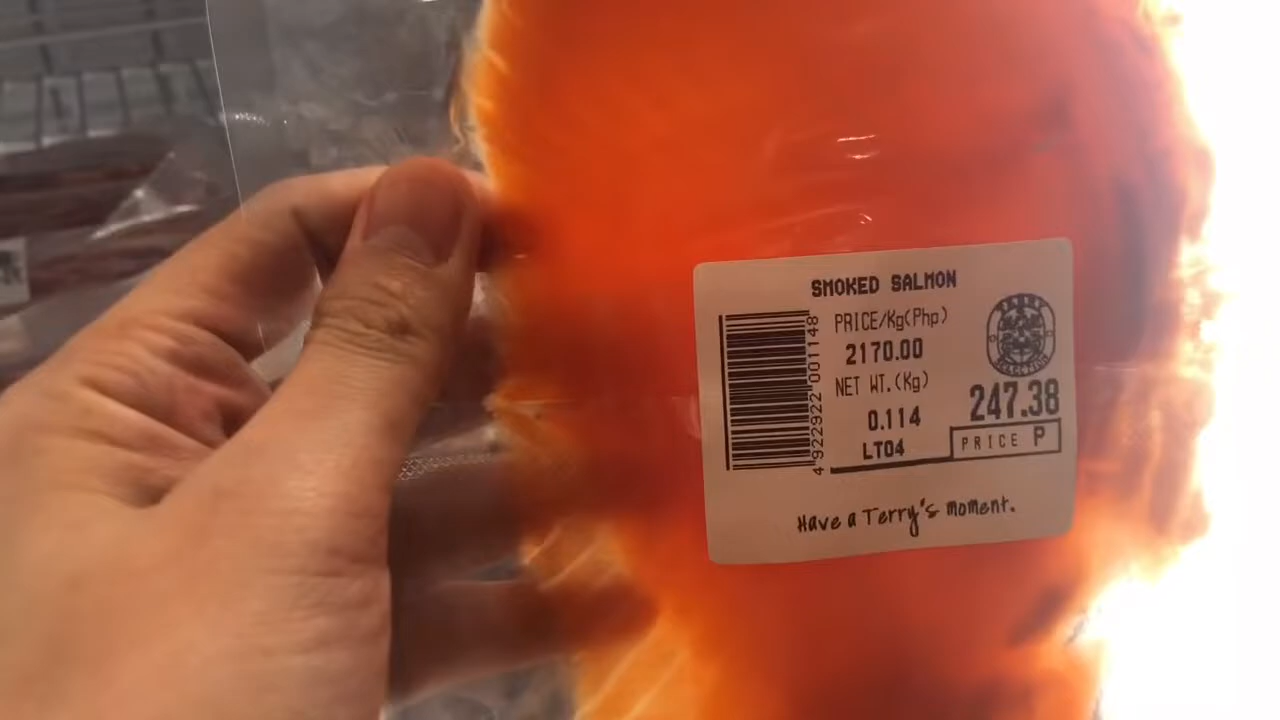 SMOKED SALMON
PRICE/Kg(Php)
2170.00
NET WT.(Kg)
0.114
LT04
247.38
PRICE P
4 922922 001148
SELECTION
Have a Terry's moment.